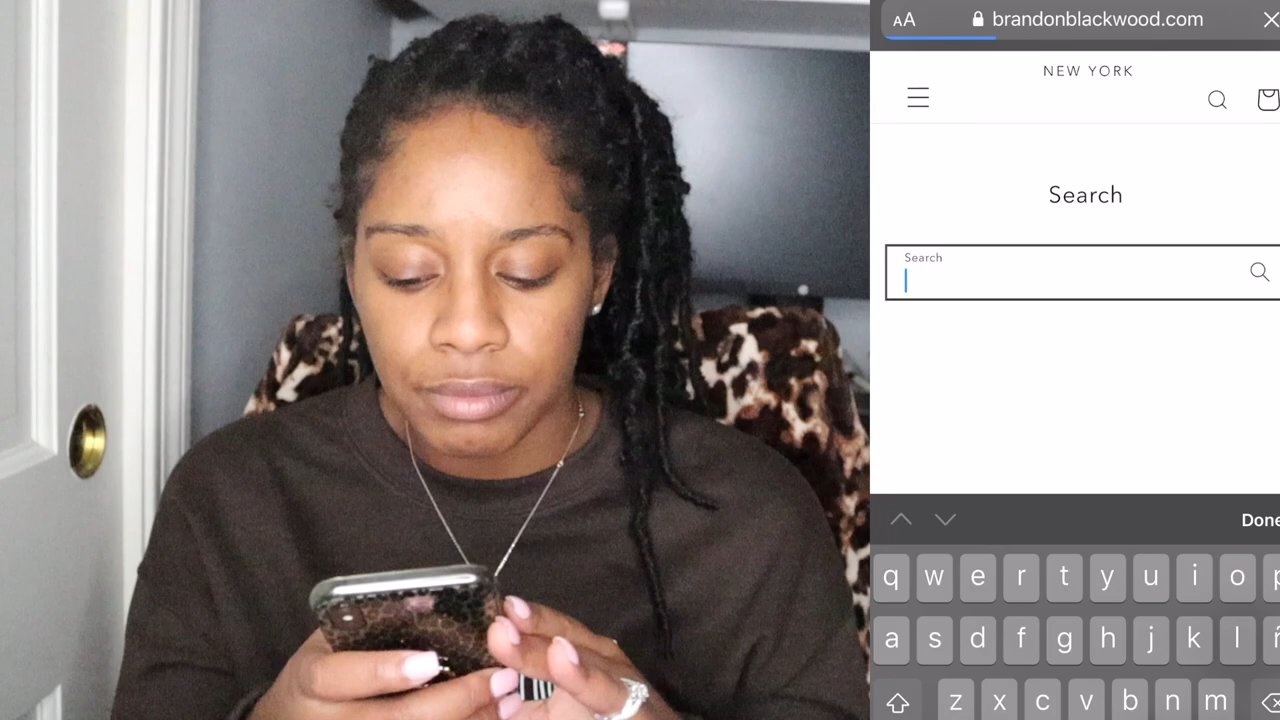 AA brandonblackwood.com
NEW YORK
Search
Search
Done
q w e r t y u i o p
a s d f g h j k l ñ
z x c v b n m